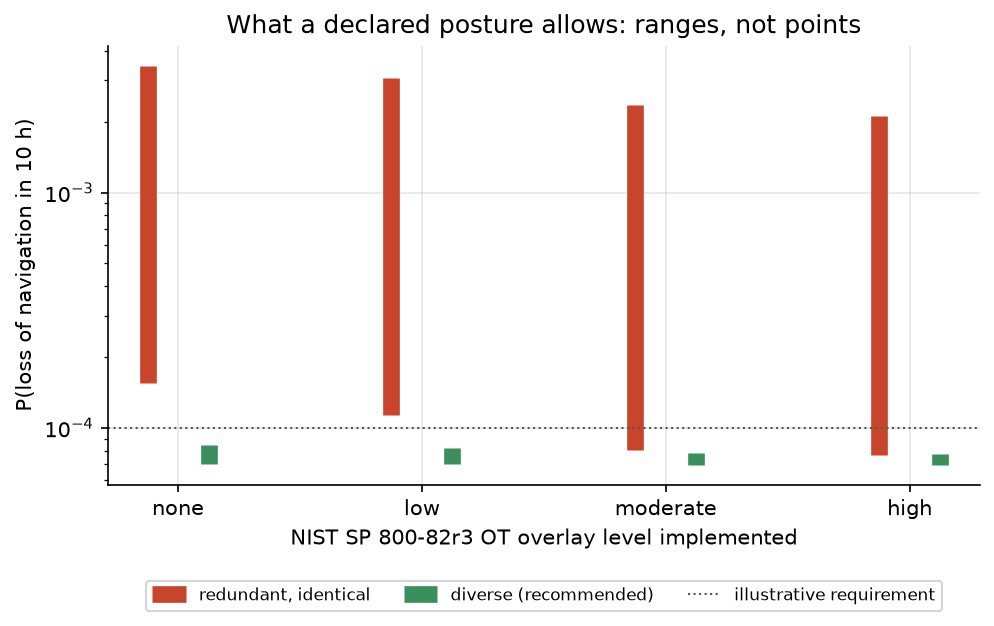 What a declared posture allows: ranges, not points
P(loss of navigation in 10 h)
10⁻³
10⁻⁴
none low moderate high
NIST SP 800-82r3 OT overlay level implemented
redundant, identical diverse (recommended) illustrative requirement